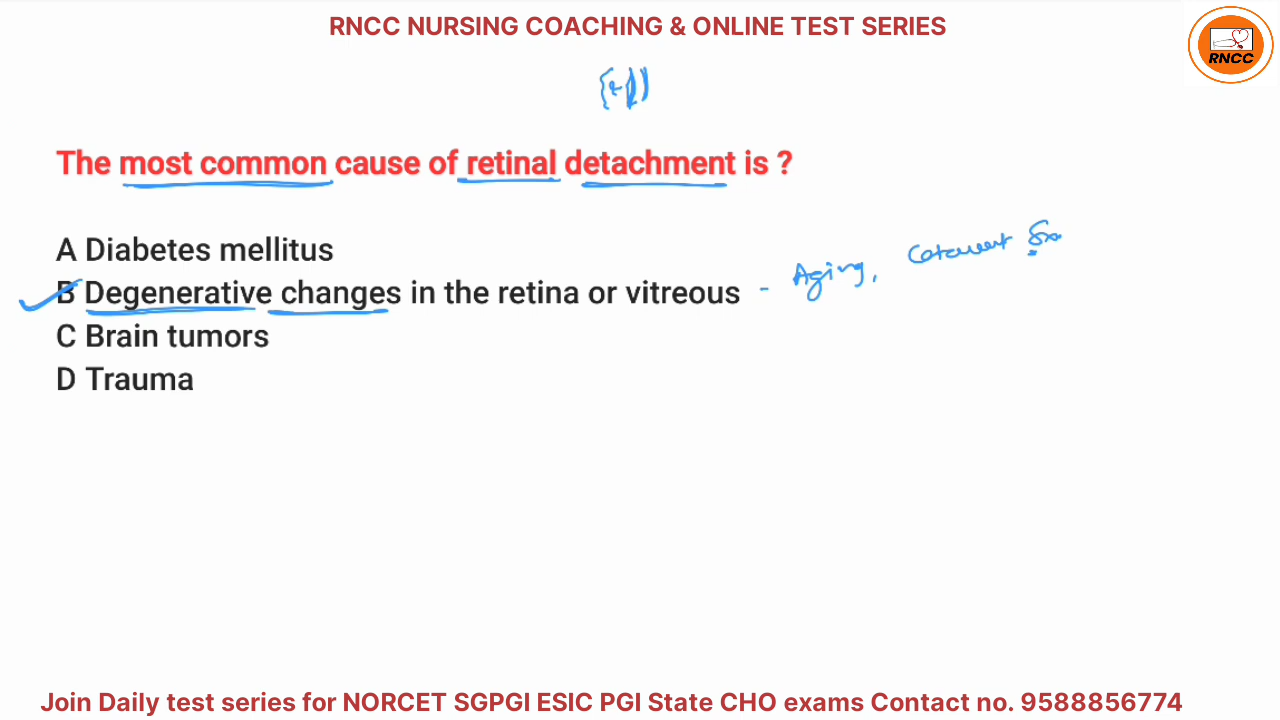 RNCC NURSING COACHING & ONLINE TEST SERIES
RNCC
The most common cause of retinal detachment is ?
A Diabetes mellitus
B Degenerative changes in the retina or vitreous - Aging,
C Brain tumors
D Trauma
Join Daily test series for NORCET SGPGI ESIC PGI State CHO exams Contact no. 9588856774